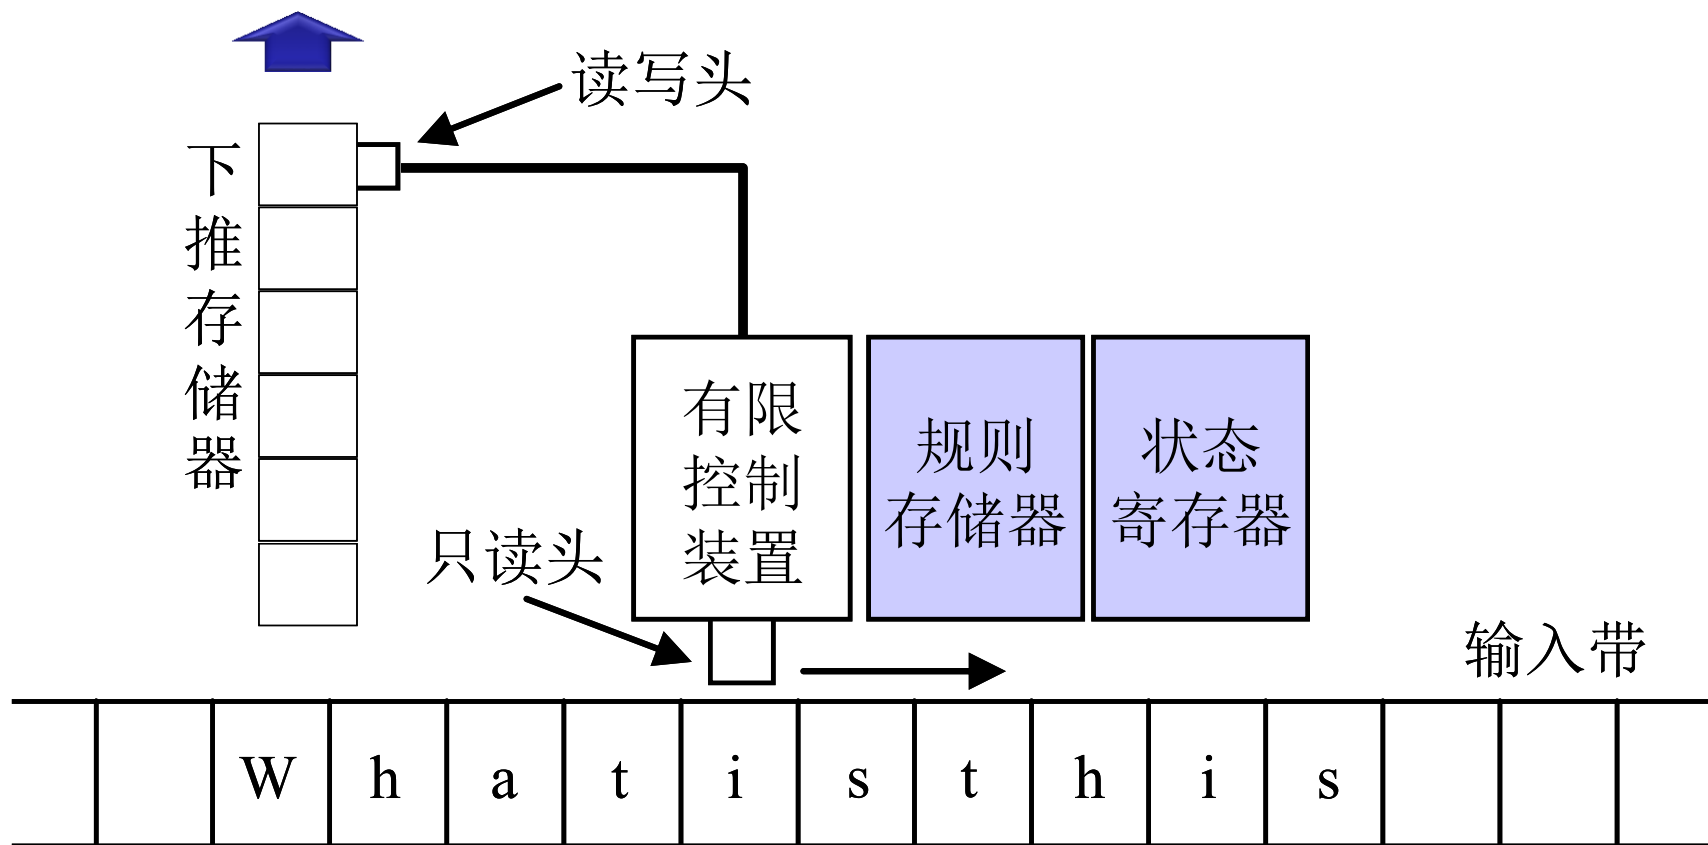 读写头
下
推
存
储
器
有限
控制
装置
规则
存储器
状态
寄存器
只读头
输入带
W h a t i s t h i s